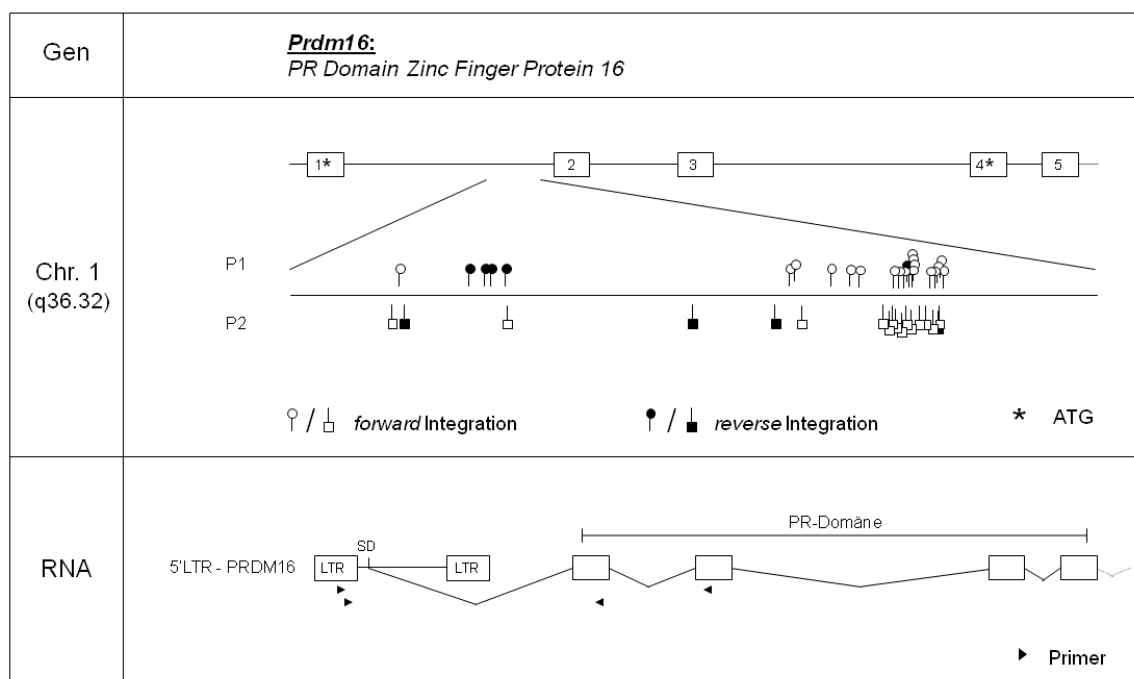 Gen
Prdm16:
PR Domain Zinc Finger Protein 16
1*
2
3
4*
5
P1
Chr. 1
(q36.32)
P2
/ forward Integration
/ reverse Integration
* ATG
PR-Domäne
SD
RNA
5'LTR - PRDM16
LTR
LTR
Primer